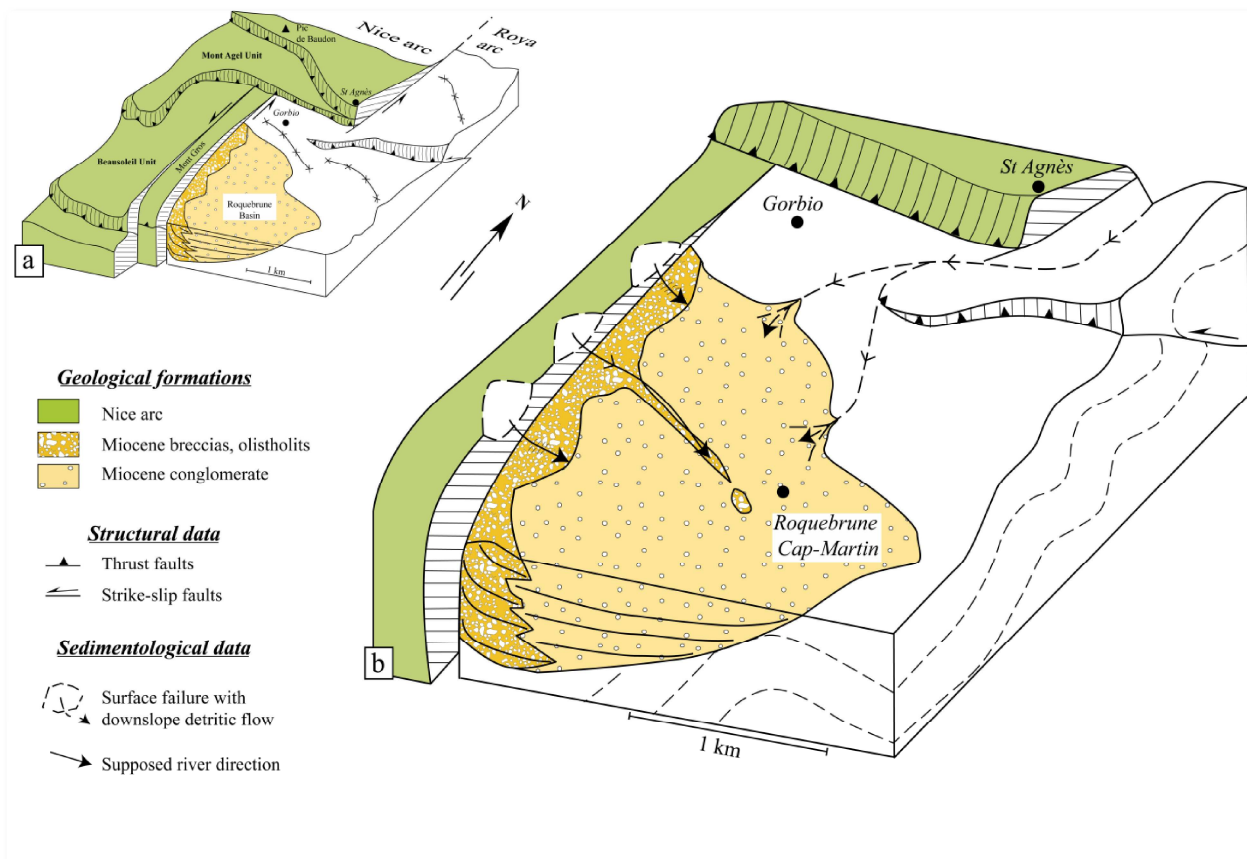 Pic
de Baudon
Nice arc
Roya
arc
Mont Agel Unit
St Agnès
Gorbio
Beausoleil Unit
Mont Gros
Roquebrune
Basin
1 km
a
N
St Agnès
Gorbio
Roquebrune
Cap-Martin
b
1 km
Geological formations
Nice arc
Miocene breccias, olistholits
Miocene conglomerate
Structural data
Thrust faults
Strike-slip faults
Sedimentological data
Surface failure with
downslope detritic flow
Supposed river direction